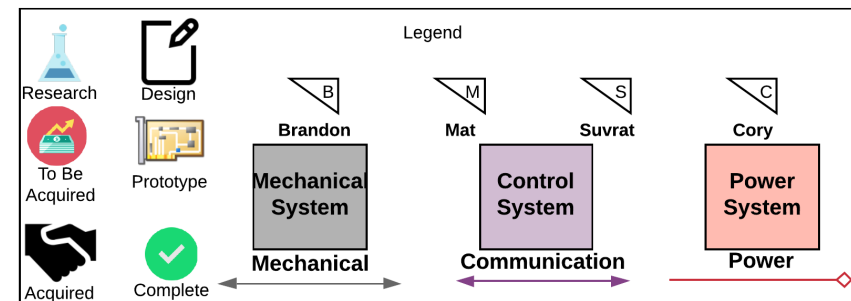 Legend
B
M
S
C
Research
Design
Brandon
Mat
Suvrat
Cory
To Be
Acquired
Prototype
Mechanical
System
Control
System
Power
System
Mechanical
Communication
Power
Acquired
Complete